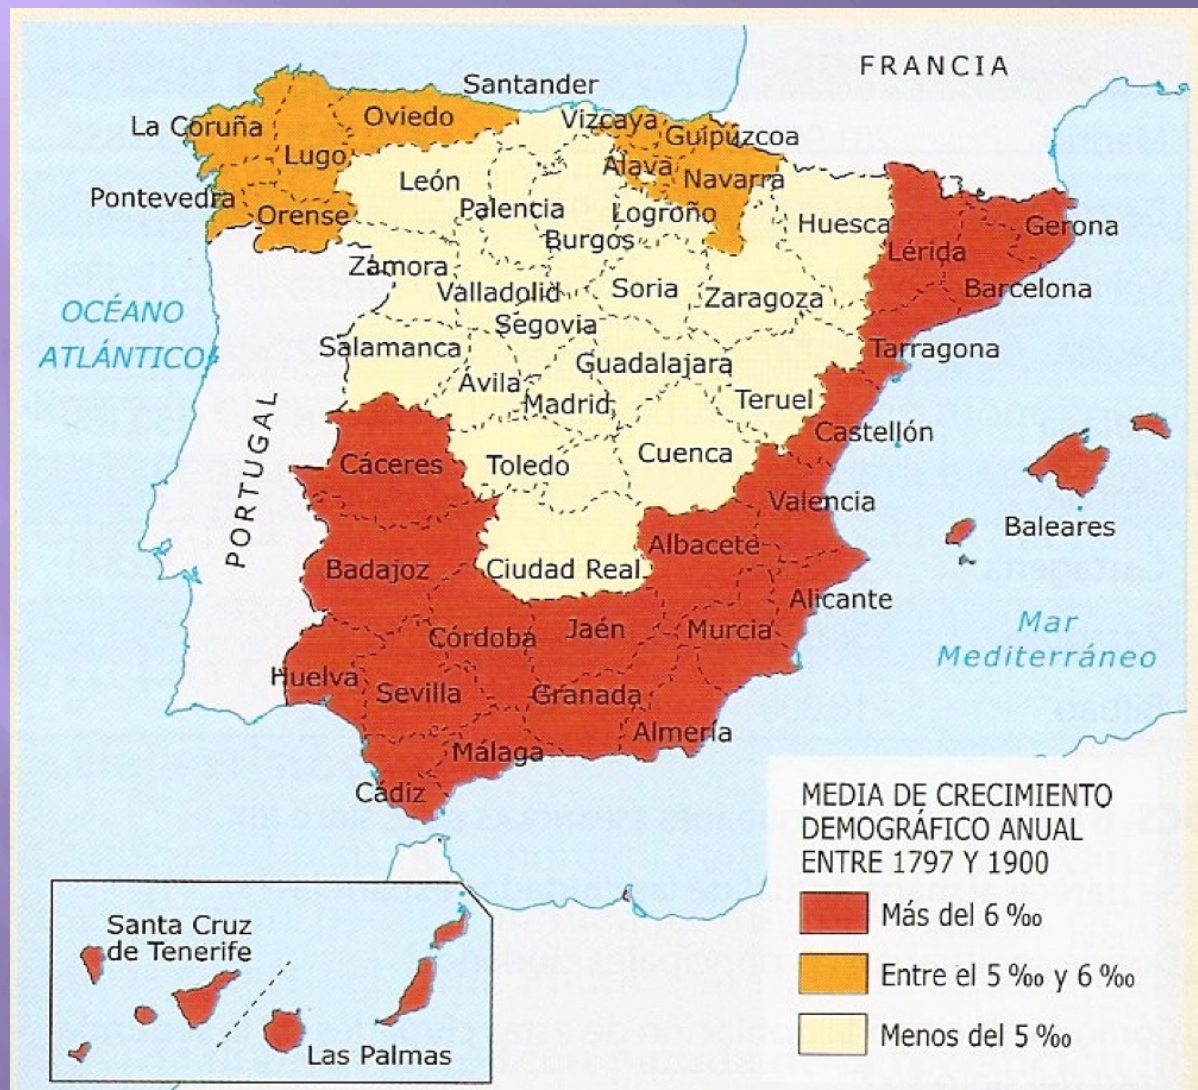 FRANCIA
Santander
La Coruña
Oviedo
Vizcaya
Guipúzcoa
Lugo
Alava
Navarra
León
Pontevedra
Orense
Palencia
Logroño
Huesca
Gerona
Burgos
Lérida
Zámora
Valladolid
Soria
Zaragoza
Barcelona
OCÉANO
ATLÁNTICO
Segovia
Salamanca
Guadalajara
Tarragona
Ávila
Madrid
Teruel
PORTUGAL
Castellón
Cáceres
Toledo
Cuenca
Valencia
Baleares
Albacete
Badajoz
Ciudad Real
Alicante
Mar
Mediterráneo
Córdoba
Jaén
Murcia
Huelva
Sevilla
Granada
Almería
Málaga
Cádiz
MEDIA DE CRECIMIENTO
DEMOGRÁFICO ANUAL
ENTRE 1797 Y 1900
Más del 6 ‰
Entre el 5 ‰ y 6 ‰
Menos del 5 ‰
Santa Cruz
de Tenerife
Las Palmas